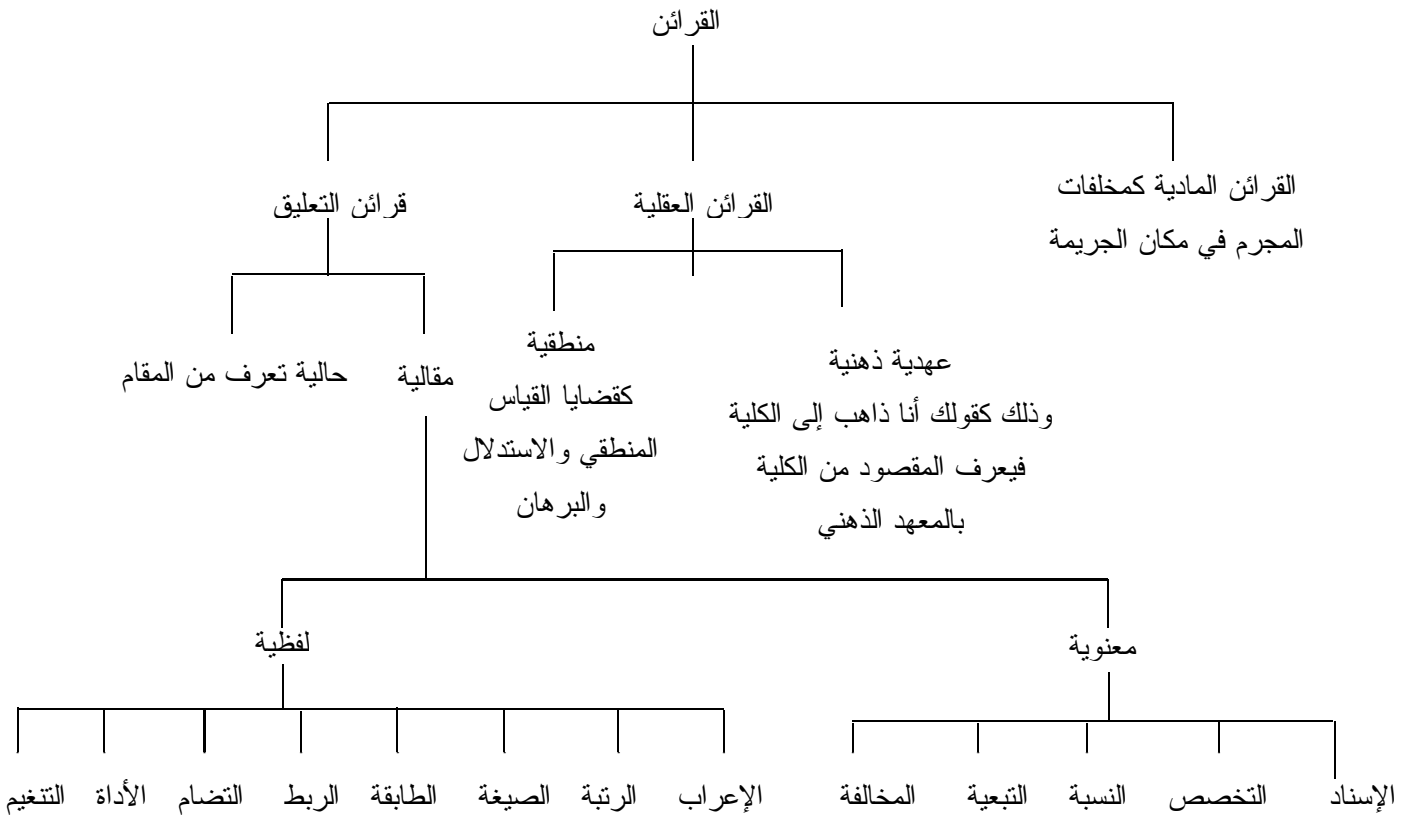 القرائن
القرائن المادية كمخلفات
المجرم في مكان الجريمة
القرائن العقلية
قرائن التعليق
عهدية ذهنية
وذلك كقولك أنا ذاهب إلى الكلية
فيعرف المقصود من الكلية
بالمعهد الذهني
منطقية
كقضايا القياس
المنطقي والاستدلال
والبرهان
مقالية
حالية تعرف من المقام
معنوية
لفظية
الإسناد
التخصص
النسبة
التبعية
المخالفة
الإعراب
الرتبة
الصيغة
الطابقة
الربط
التضام
الأداة
التنغيم